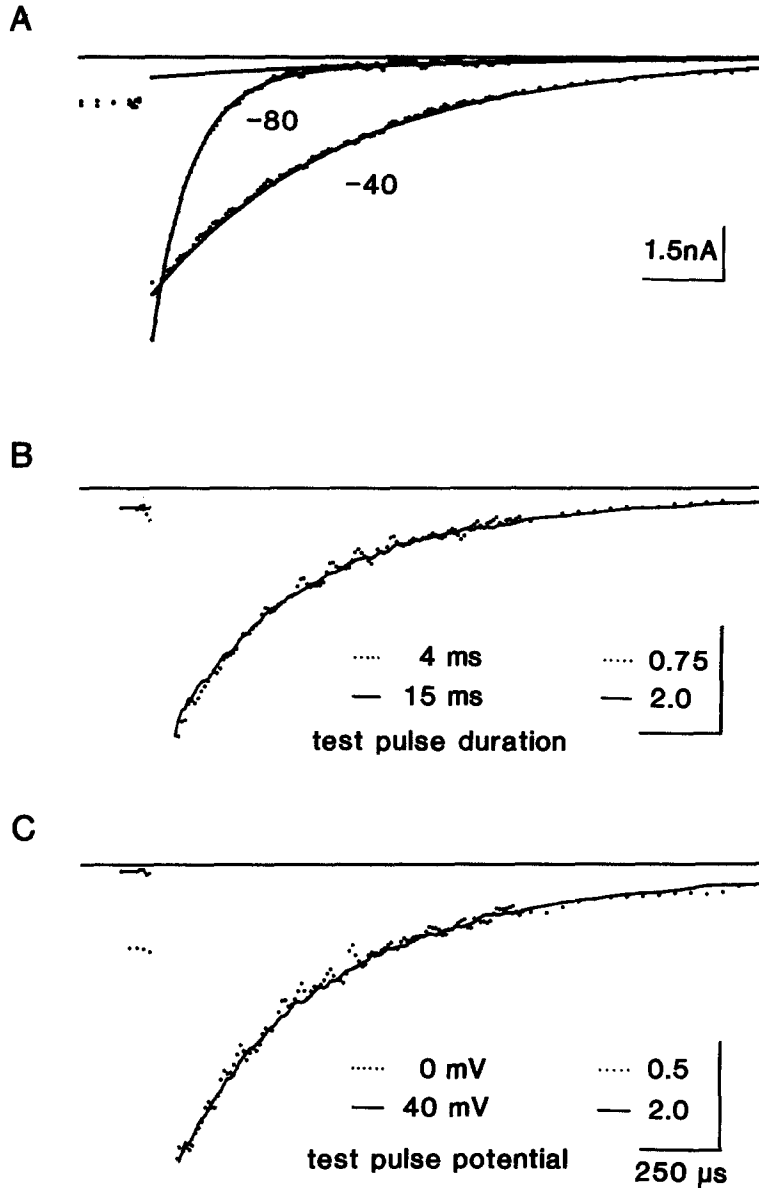 A
-80
-40
1.5nA
B
4 ms 0.75
15 ms 2.0
test pulse duration
C
0 mV 0.5
40 mV 2.0
test pulse potential
250 µs